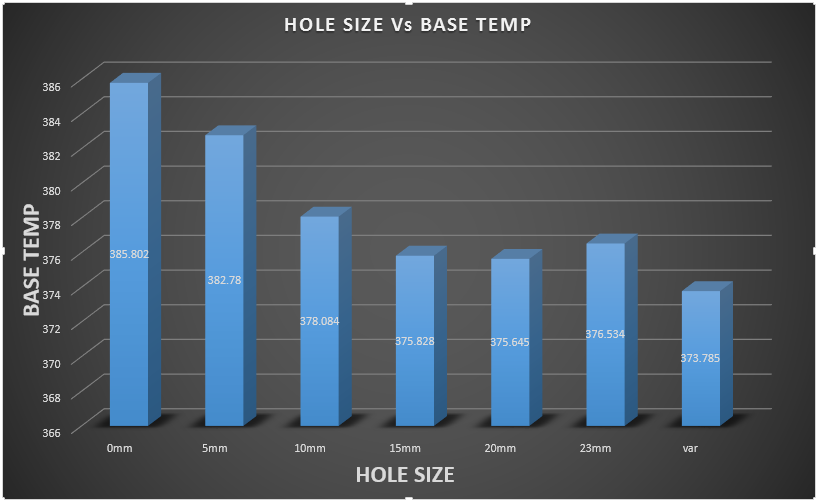 HOLE SIZE Vs BASE TEMP
386
384
382
380
378
376
374
372
370
368
366
BASE TEMP
385.802
382.78
378.084
375.828
375.645
376.534
373.785
0mm
5mm
10mm
15mm
20mm
23mm
var
HOLE SIZE